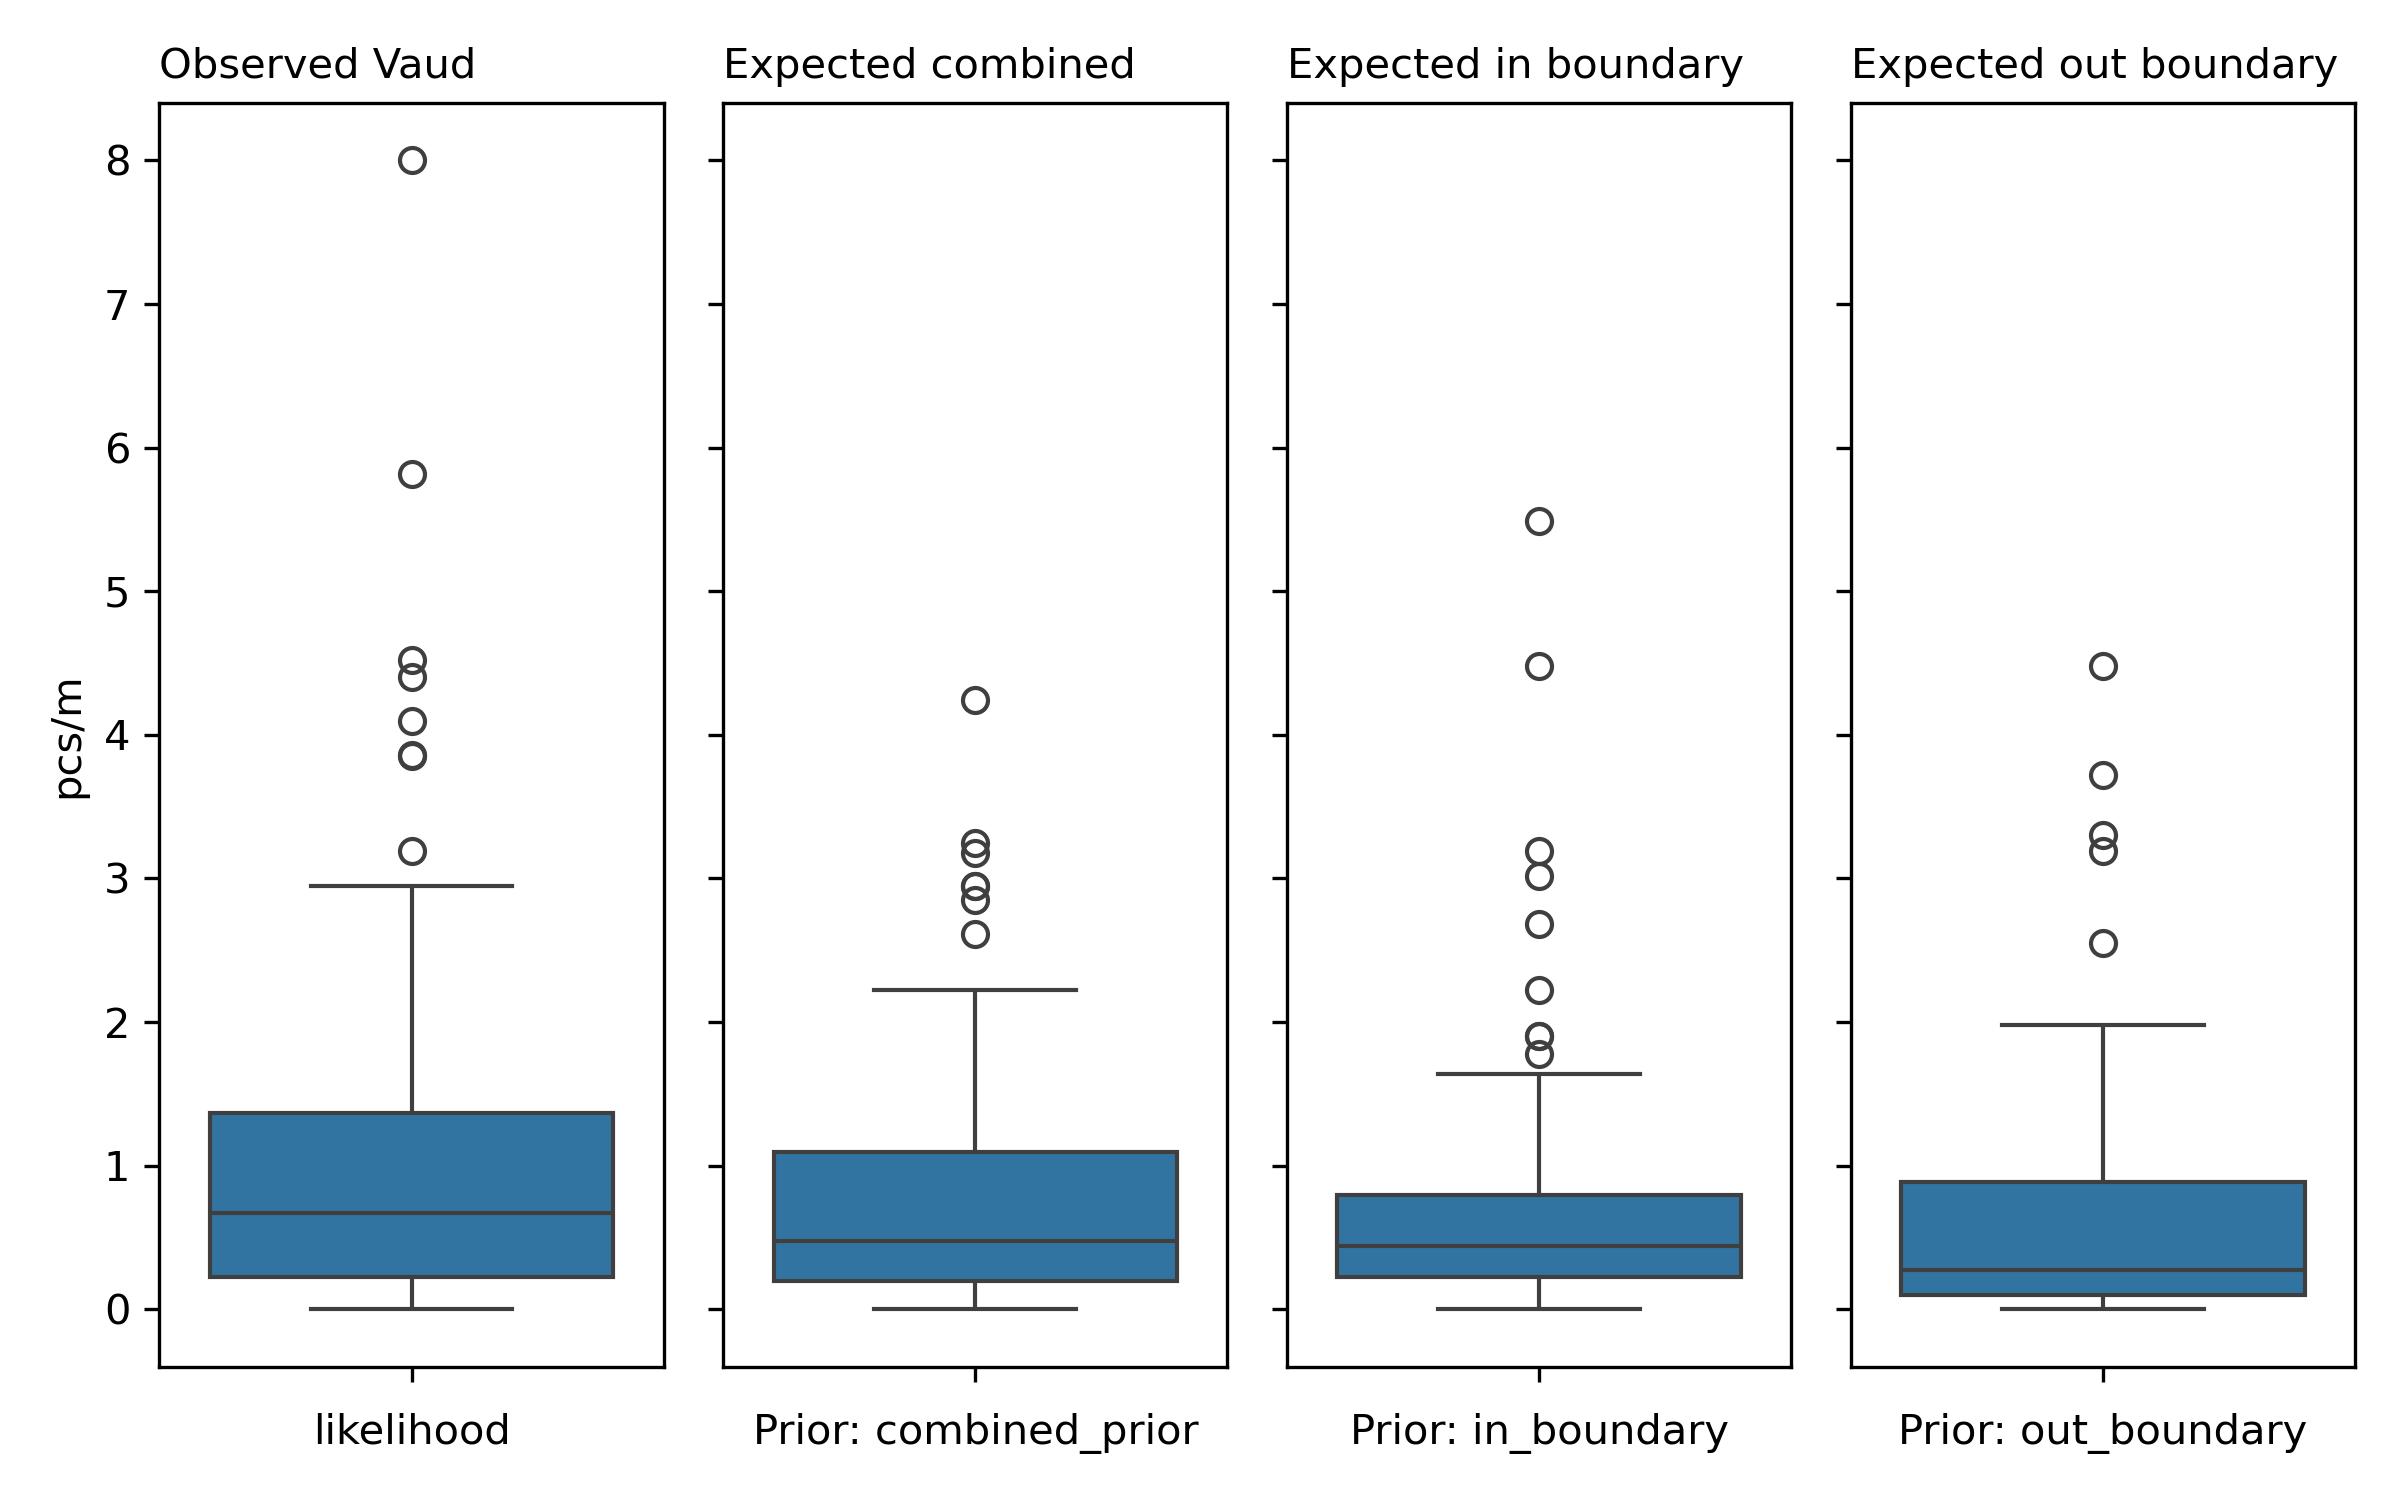 Observed Vaud
Expected combined
Expected in boundary
Expected out boundary
8
7
6
5
4
3
2
1
0
pcs/m
likelihood
Prior: combined_prior
Prior: in_boundary
Prior: out_boundary